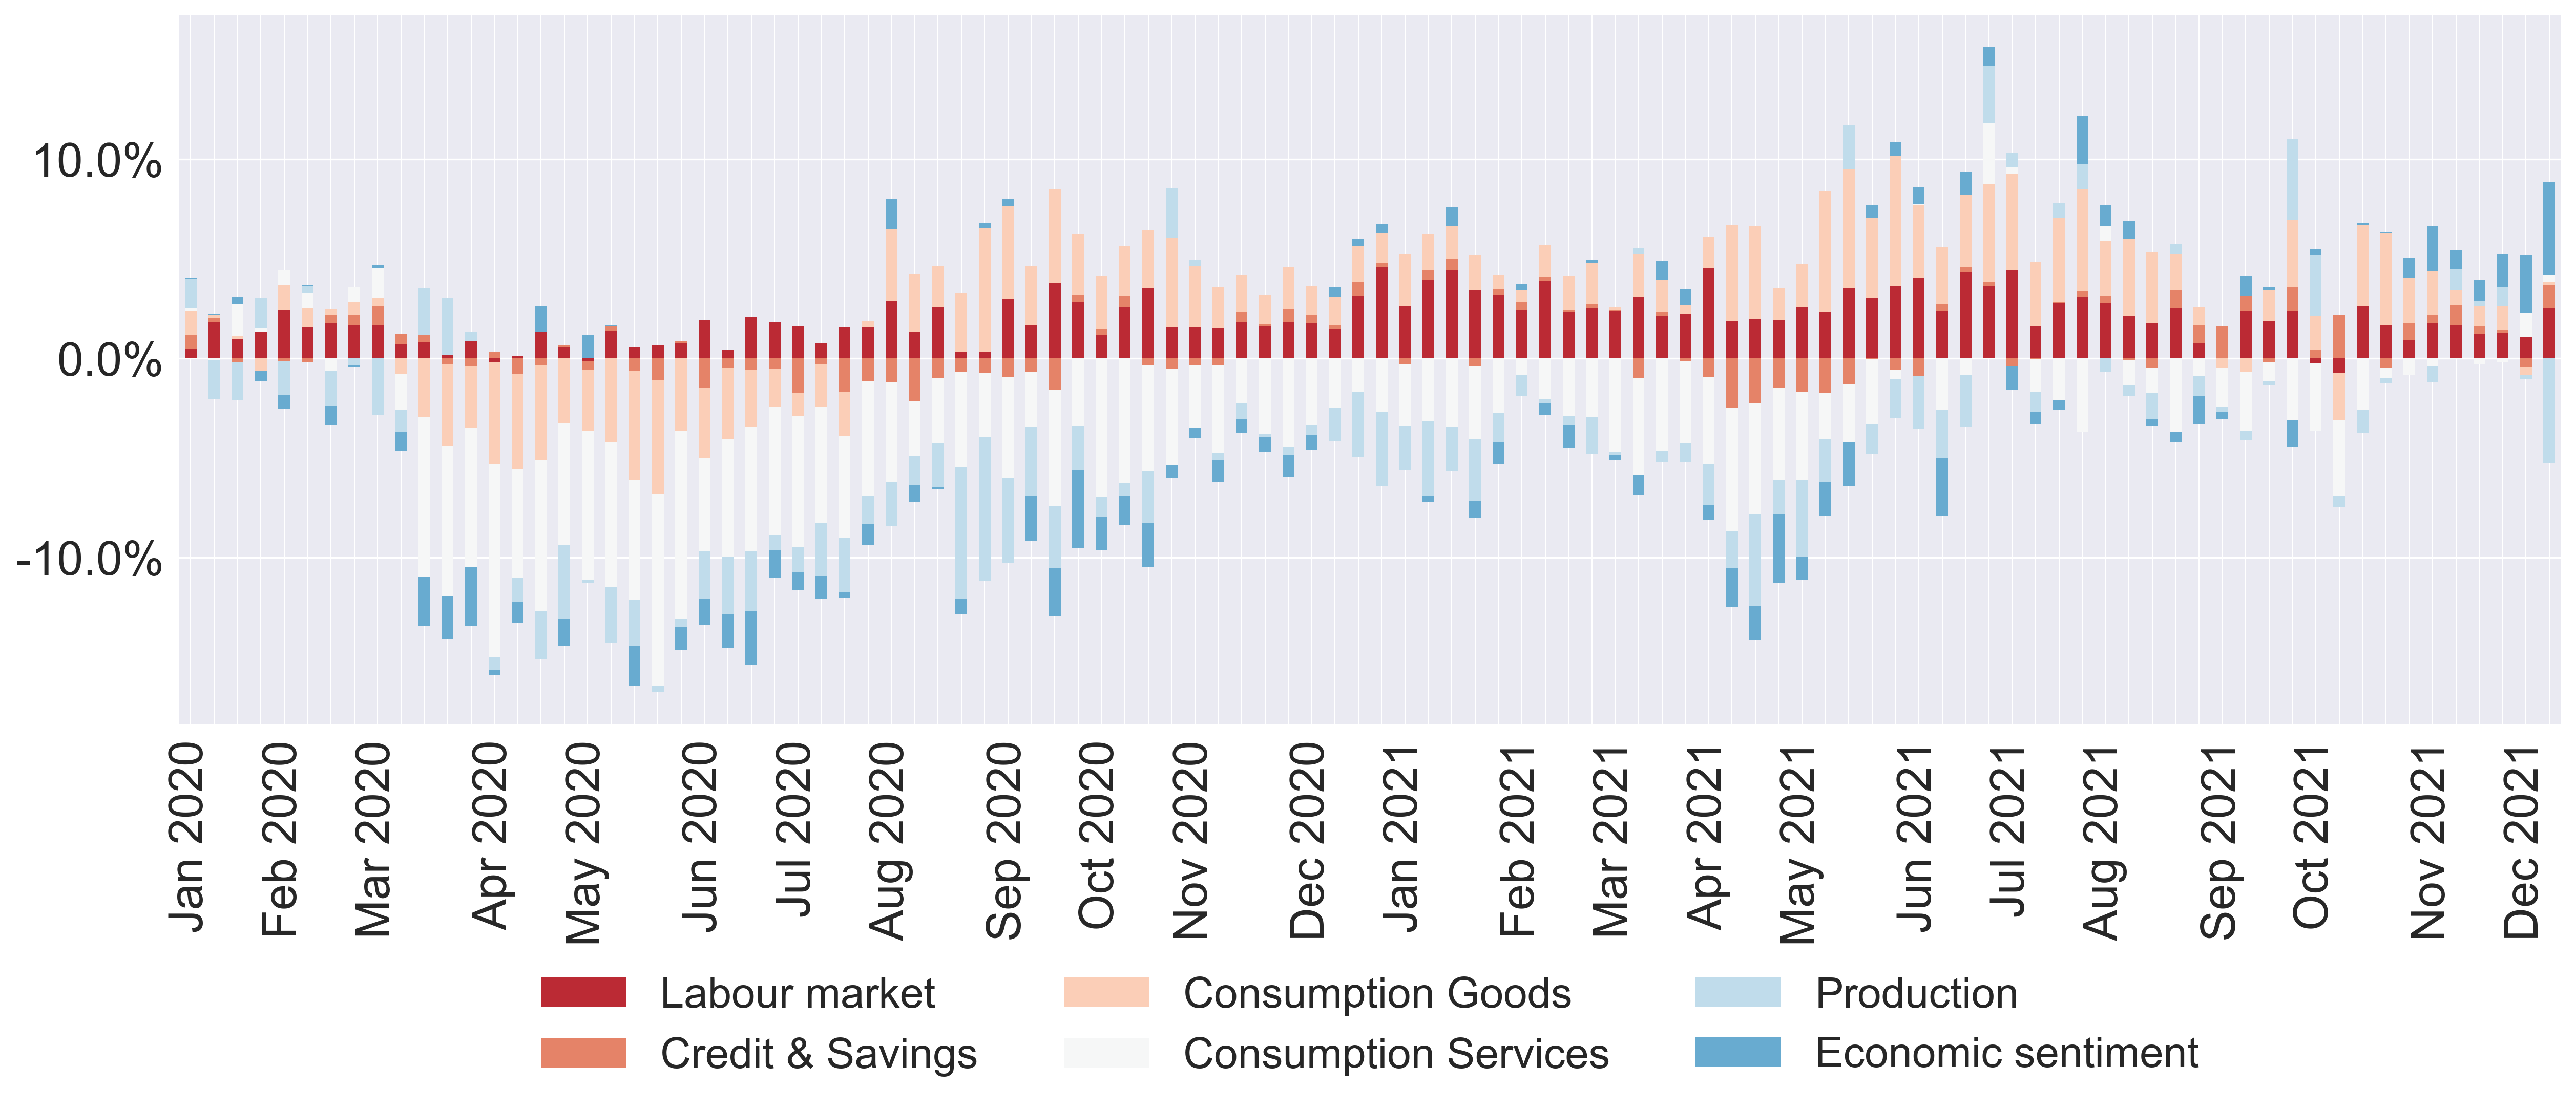 10.0%
0.0%
-10.0%
Jan 2020
Feb 2020
Mar 2020
Apr 2020
May 2020
Jun 2020
Jul 2020
Aug 2020
Sep 2020
Oct 2020
Nov 2020
Dec 2020
Jan 2021
Feb 2021
Mar 2021
Apr 2021
May 2021
Jun 2021
Jul 2021
Aug 2021
Sep 2021
Oct 2021
Nov 2021
Dec 2021
Labour market
Consumption Goods
Production
Credit & Savings
Consumption Services
Economic sentiment